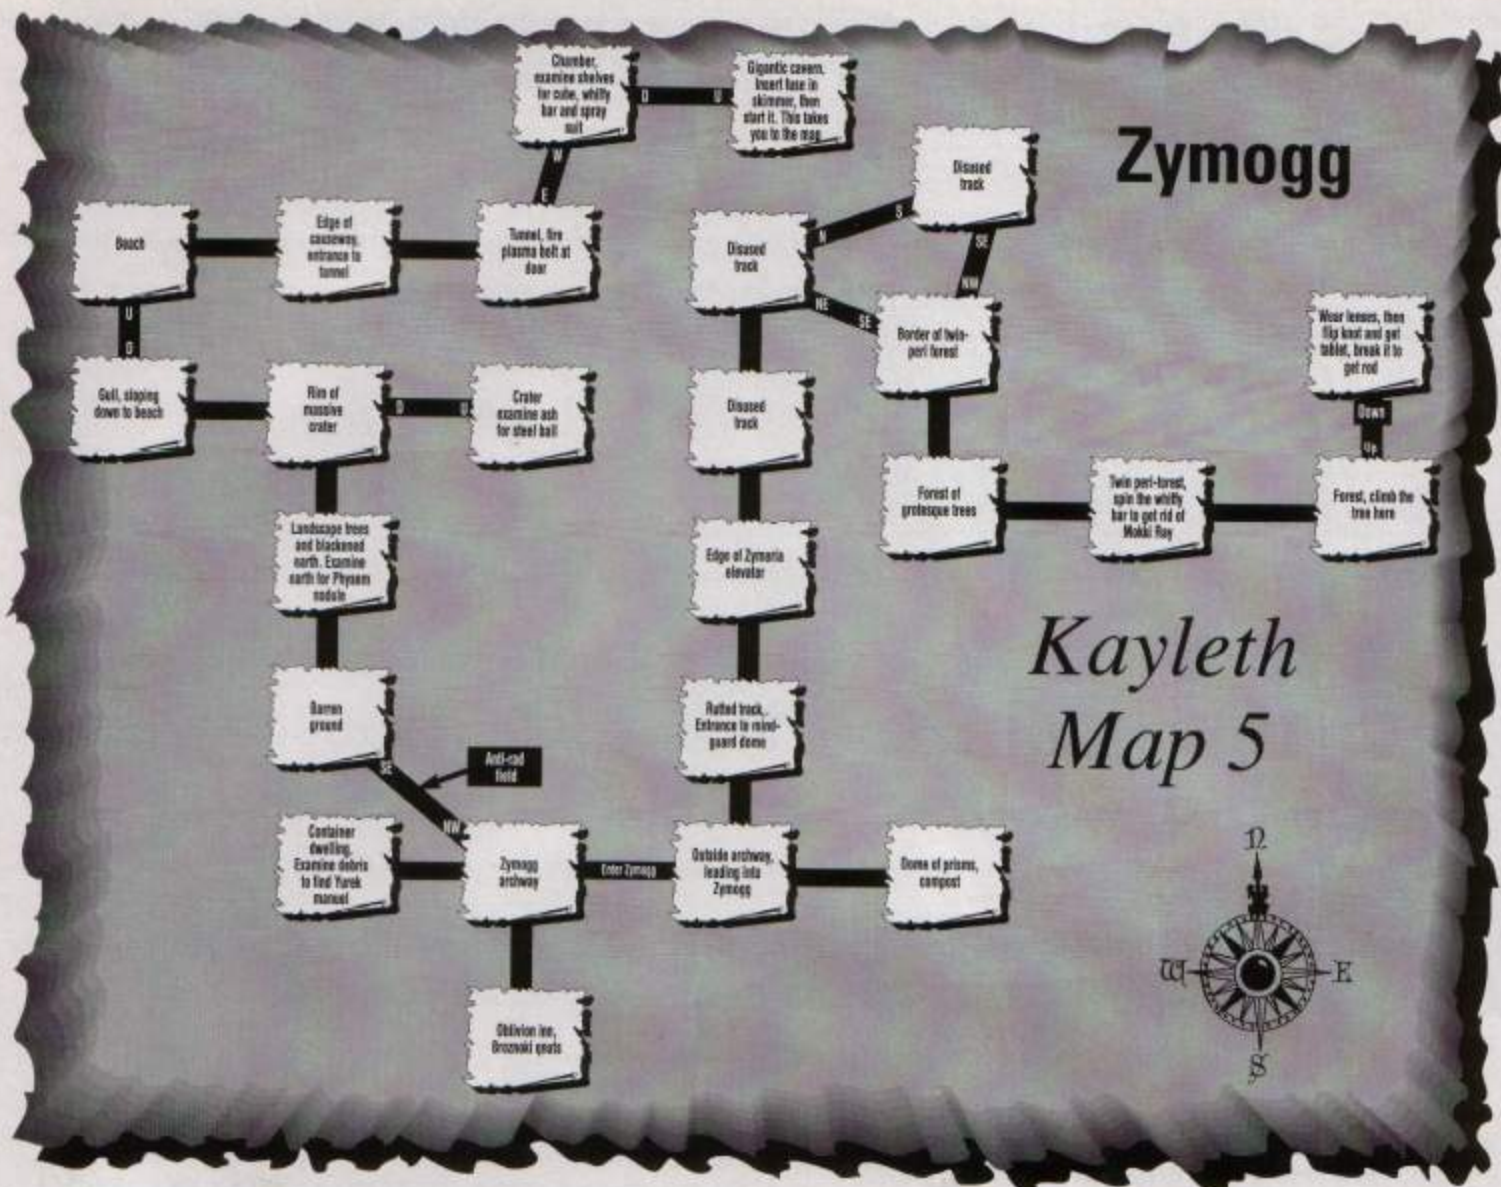 Chamber,
examine shelves
for cube, whifly
bar and spray
suit
D
U
Gigantic cavern.
Insert fuse in
skimmer, then
start it. This takes
you to the map
W
E
Disused
track
Zymogg
Beach
Edge of
causeway,
entrance to
tunnel
Tunnel, fire
plasma bolt at
door
Disused
track
N
S
SE
NW
NE
SE
Border of twin-
peri forest
Wear lenses, then
flip knot and get
tablet, break it to
get rod
U
D
Down
Up
Gull, sloping
down to beach
Rim of
massive
crater
D
U
Crater
examine ash
for steel ball
Disused
track
Forest of
grotesque trees
Twin peri-forest,
spin the whifly
bar to get rid of
Mokki Ray
Forest, climb the
tree here
Landscape trees
and blackened
earth. Examine
earth for Physem
nodule
Edge of Zymaria
elevator
Kayleth
Map 5
Barren
ground
SE
NW
Anti-rad
field
Rutted track,.
Entrance to mind-
guard dome
Container
dwelling.
Examine debris
to find Yurek
manuel
Zymogg
archway
Enter Zymogg
Outside archway,
leading into
Zymogg
Dome of prisms,
compost
Oblivion inn,
Broznoki gnats
N
W
E
S